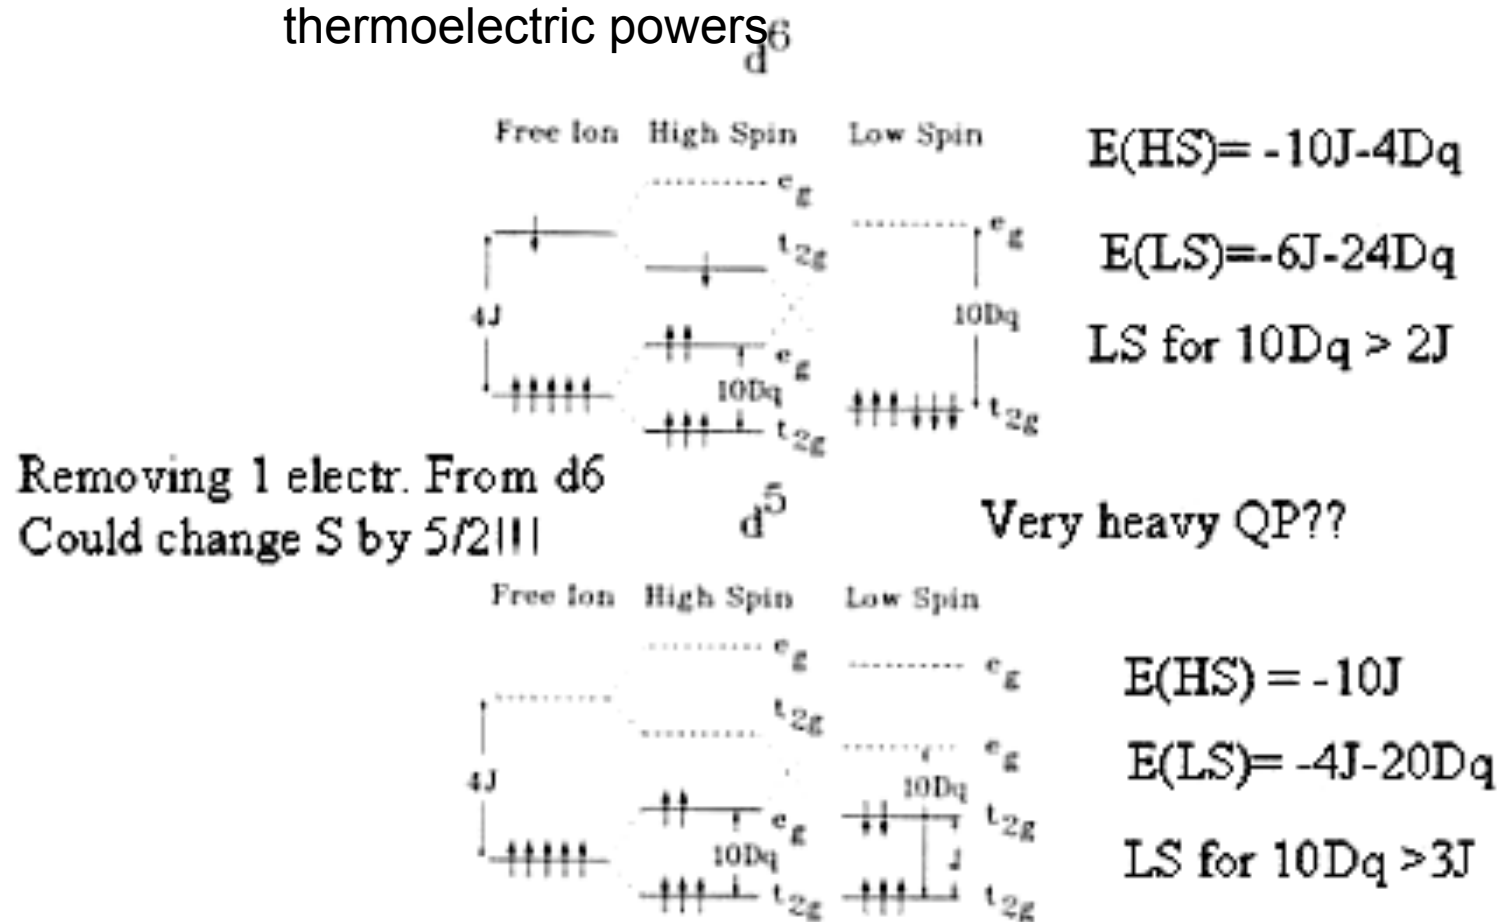 thermoelectric powers
d6
Free Ion High Spin Low Spin
E(HS)= -10J-4Dq
eg
eg
t2g
E(LS)=-6J-24Dq
4J
10Dq
LS for 10Dq > 2J
eg
10Dq
t2g
t2g
Removing 1 electr. From d6
Could change S by 5/2!!!
d5
Very heavy QP??
Free Ion High Spin Low Spin
eg
eg
E(HS) = -10J
t2g
eg
E(LS)= -4J-20Dq
4J
10Dq
t2g
eg
10Dq
J
LS for 10Dq >3J
t2g
t2g